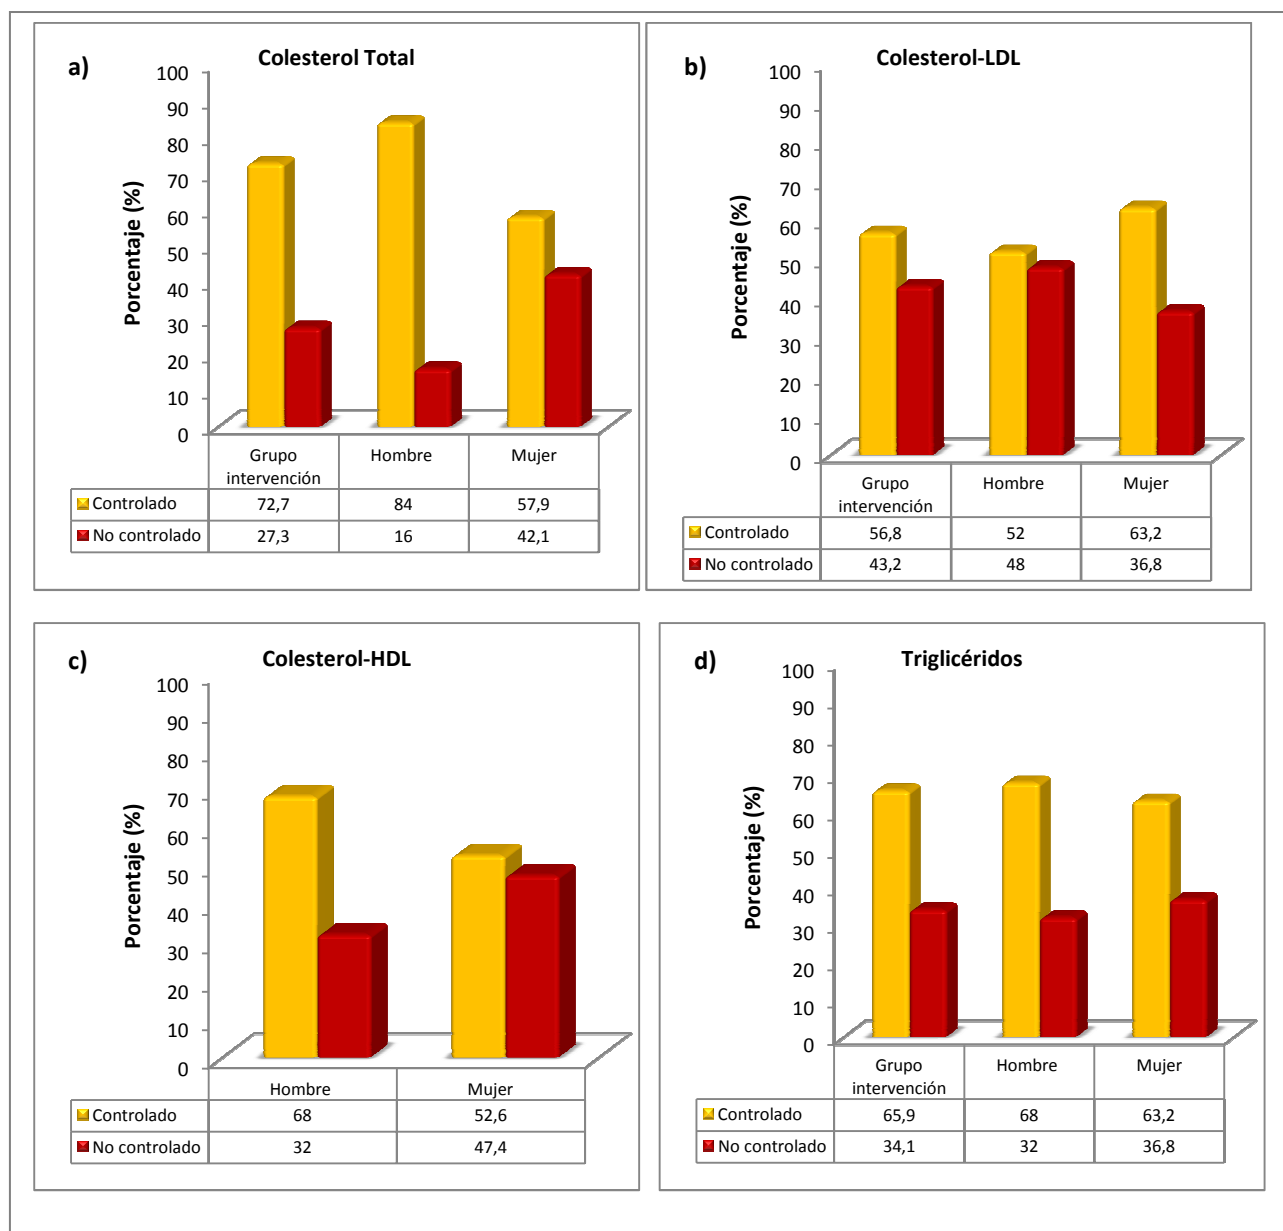 a)
Colesterol Total
Porcentaje (%)
100
90
80
70
60
50
40
30
20
10
0
Grupo intervención Hombre Mujer
Controlado 72,7 84 57,9
No controlado 27,3 16 42,1
b)
Colesterol-LDL
Porcentaje (%)
100
90
80
70
60
50
40
30
20
10
0
Grupo intervención Hombre Mujer
Controlado 56,8 52 63,2
No controlado 43,2 48 36,8
c)
Colesterol-HDL
Porcentaje (%)
100
90
80
70
60
50
40
30
20
10
0
Hombre Mujer
Controlado 68 52,6
No controlado 32 47,4
d)
Triglicéridos
Porcentaje (%)
100
90
80
70
60
50
40
30
20
10
0
Grupo intervención Hombre Mujer
Controlado 65,9 68 63,2
No controlado 34,1 32 36,8